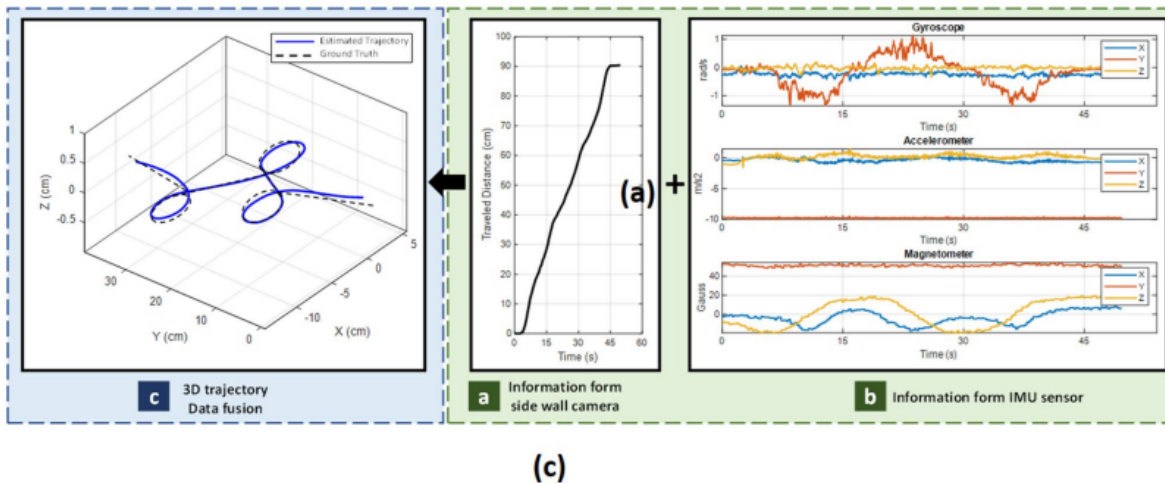 Estimated Trajectory
Ground Truth
1
0.5
0
-0.5
Z (cm)
30
20
10
0
Y (cm)
-10
-5
0
5
X (cm)
c
3D trajectory
Data fusion
100
90
80
70
60
50
40
30
20
10
0
Traveled Distance (cm)
0
15
30
45
60
Time (s)
(a)
+
a
Information form
side wall camera
Gyroscope
1
0
-1
rad/s
X
Y
Z
15
30
45
Time (s)
Accelerometer
0
-5
-10
m/s2
X
Y
Z
0
15
30
45
Time (s)
Magnetometer
40
20
0
Gauss
X
Y
Z
0
15
30
45
Time (s)
b
Information form IMU sensor
(c)